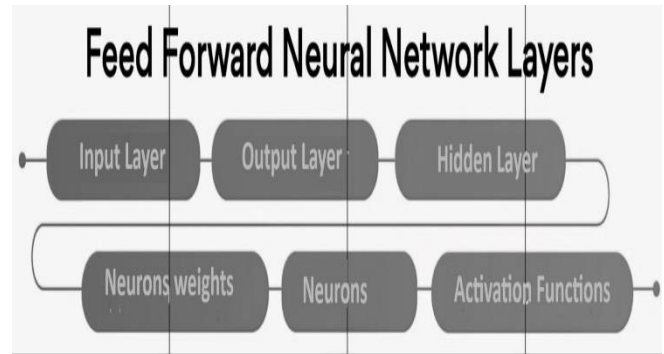 Feed Forward Neural Network Layers
Input Layer
Output Layer
Hidden Layer
Neurons weights
Neurons
Activation Functions